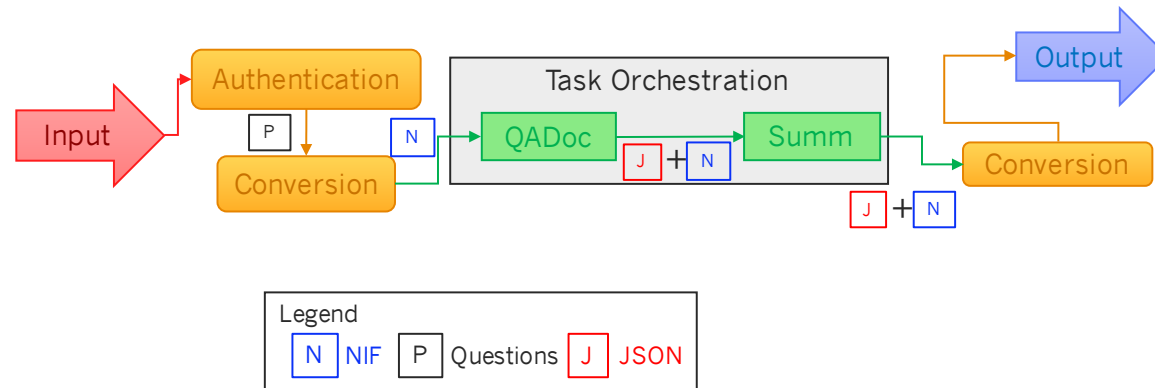 Input
Authentication
P
Conversion
N
Task Orchestration
QADoc
J + N
Summ
J + N
Conversion
Output
Legend
N NIF P Questions J JSON